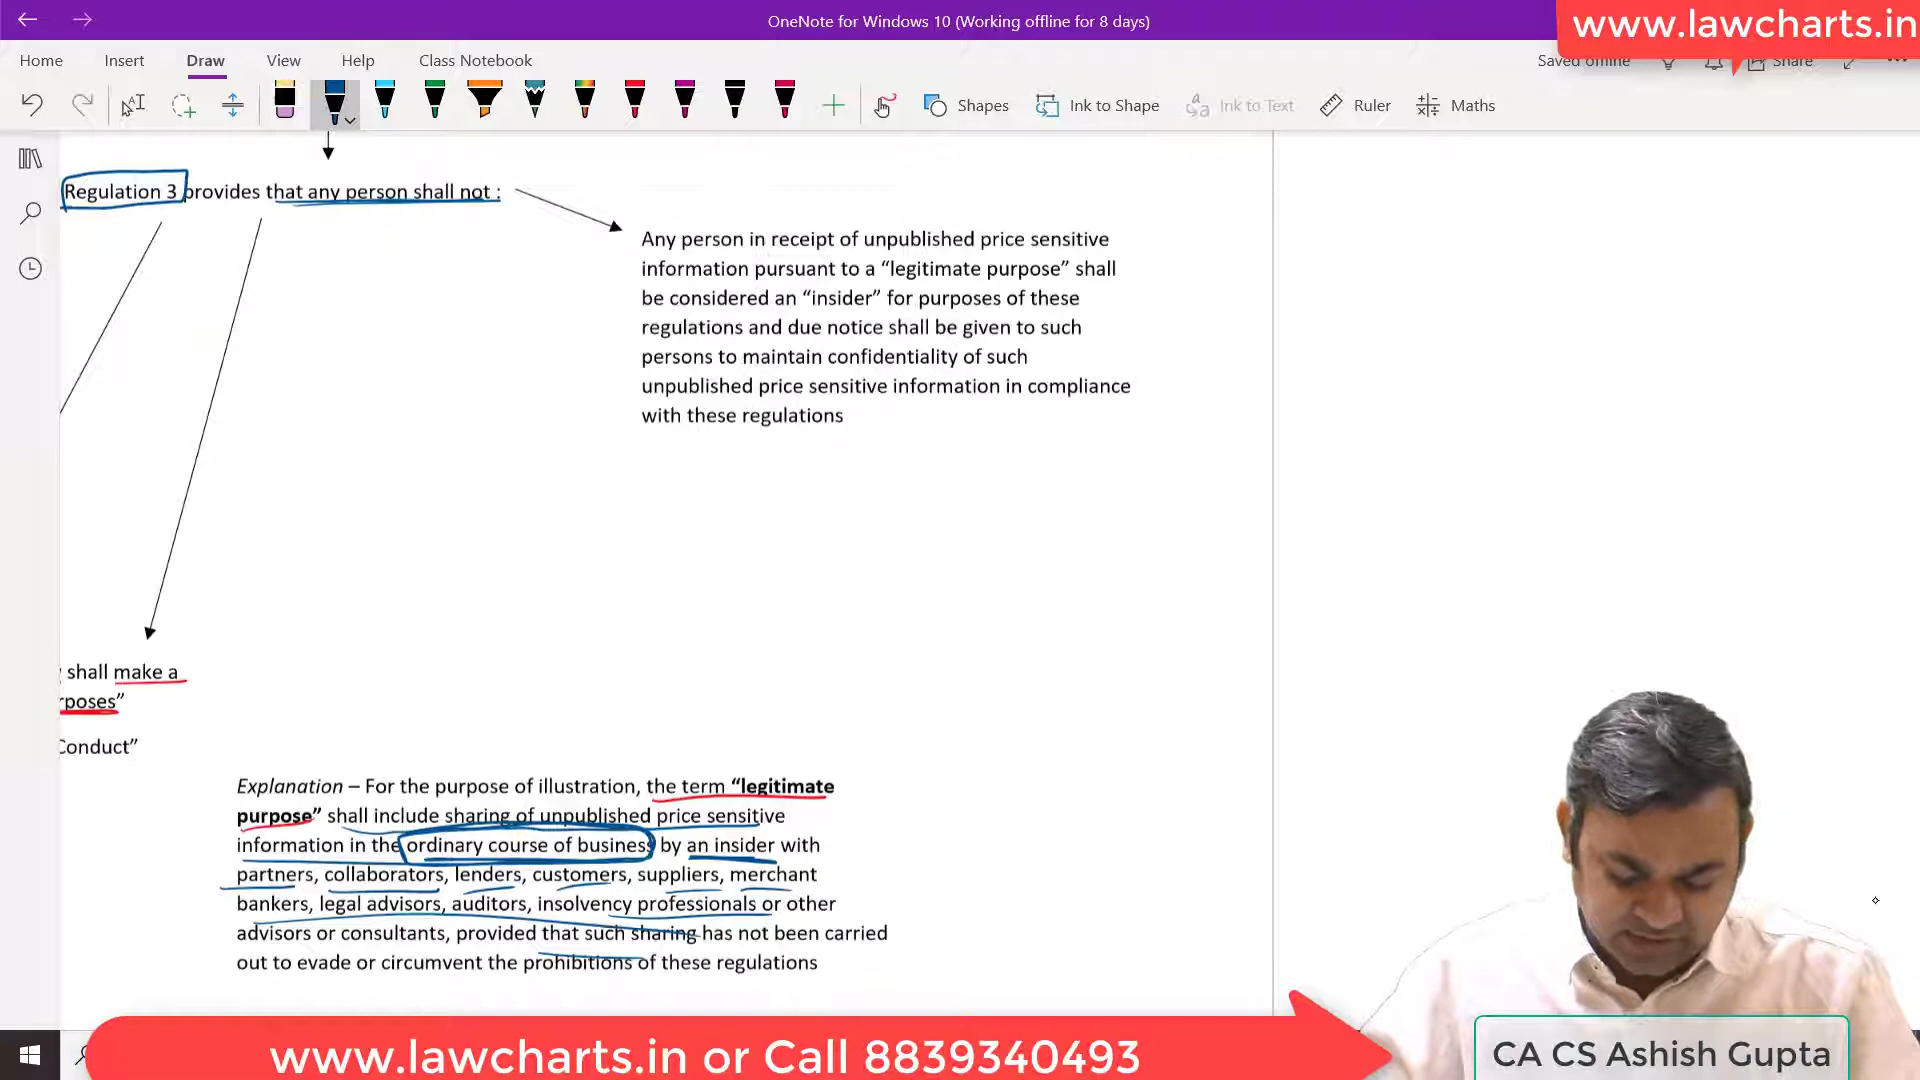 OneNote for Windows 10 (Working offline for 8 days)
www.lawcharts.in
Home Insert Draw View Help Class Notebook Saved offline Share
Shapes Ink to Shape Ink to Text Ruler Maths
Regulation 3 provides that any person shall not :
Any person in receipt of unpublished price sensitive
information pursuant to a “legitimate purpose” shall
be considered an “insider” for purposes of these
regulations and due notice shall be given to such
persons to maintain confidentiality of such
unpublished price sensitive information in compliance
with these regulations
shall make a
rposes”
Conduct”
Explanation – For the purpose of illustration, the term “legitimate
purpose” shall include sharing of unpublished price sensitive
information in the ordinary course of business by an insider with
partners, collaborators, lenders, customers, suppliers, merchant
bankers, legal advisors, auditors, insolvency professionals or other
advisors or consultants, provided that such sharing has not been carried
out to evade or circumvent the prohibitions of these regulations
www.lawcharts.in or Call 8839340493
CA CS Ashish Gupta